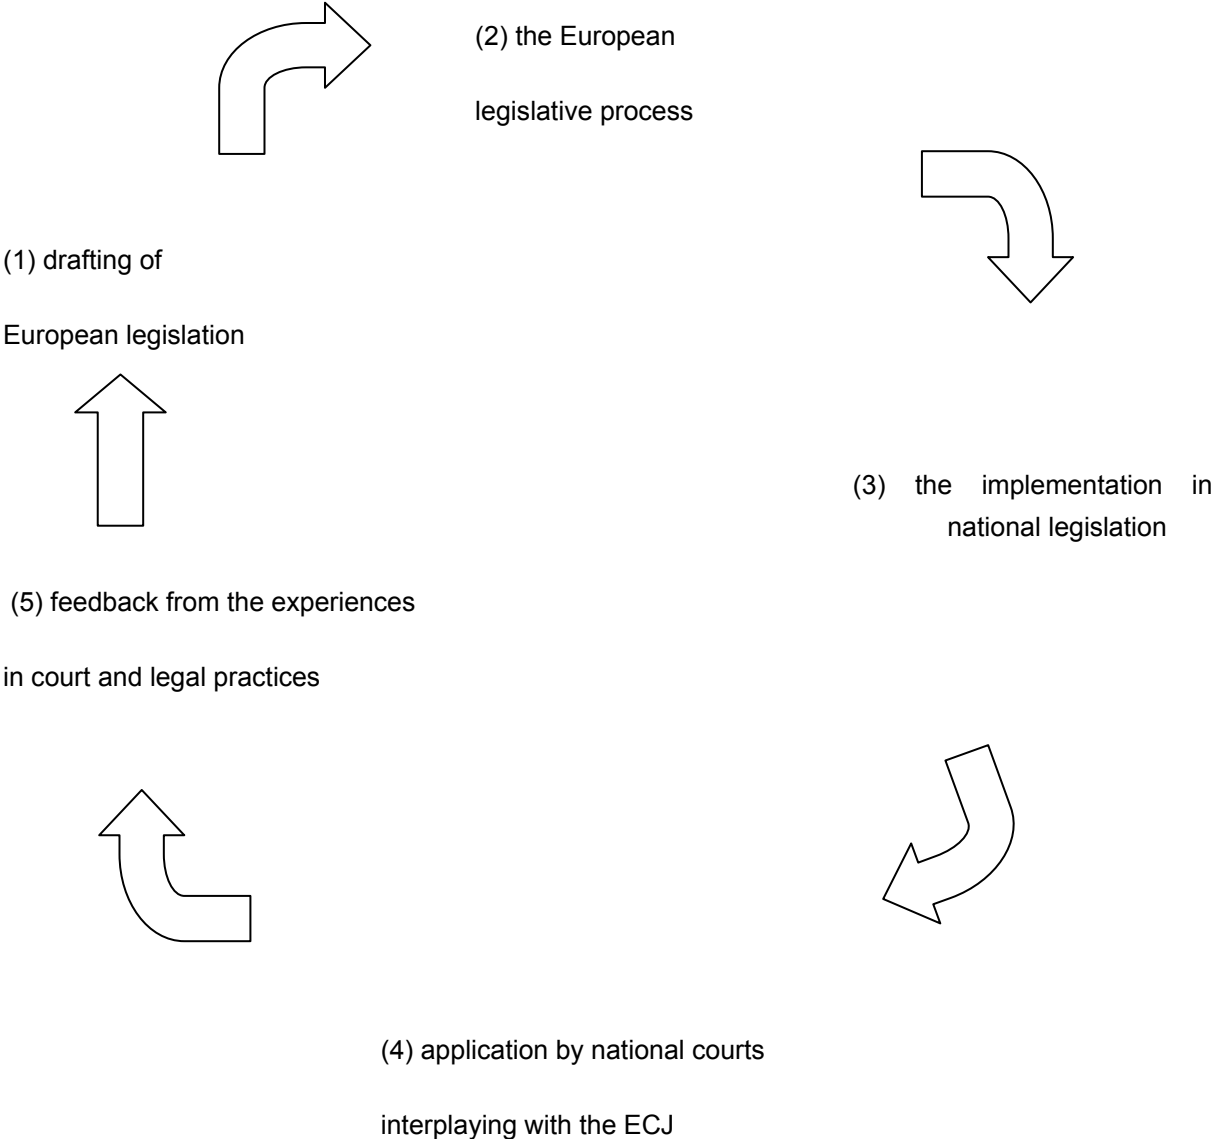 (2) the European
legislative process
(1) drafting of
European legislation
(3) the implementation in
national legislation
(5) feedback from the experiences
in court and legal practices
(4) application by national courts
interplaying with the ECJ